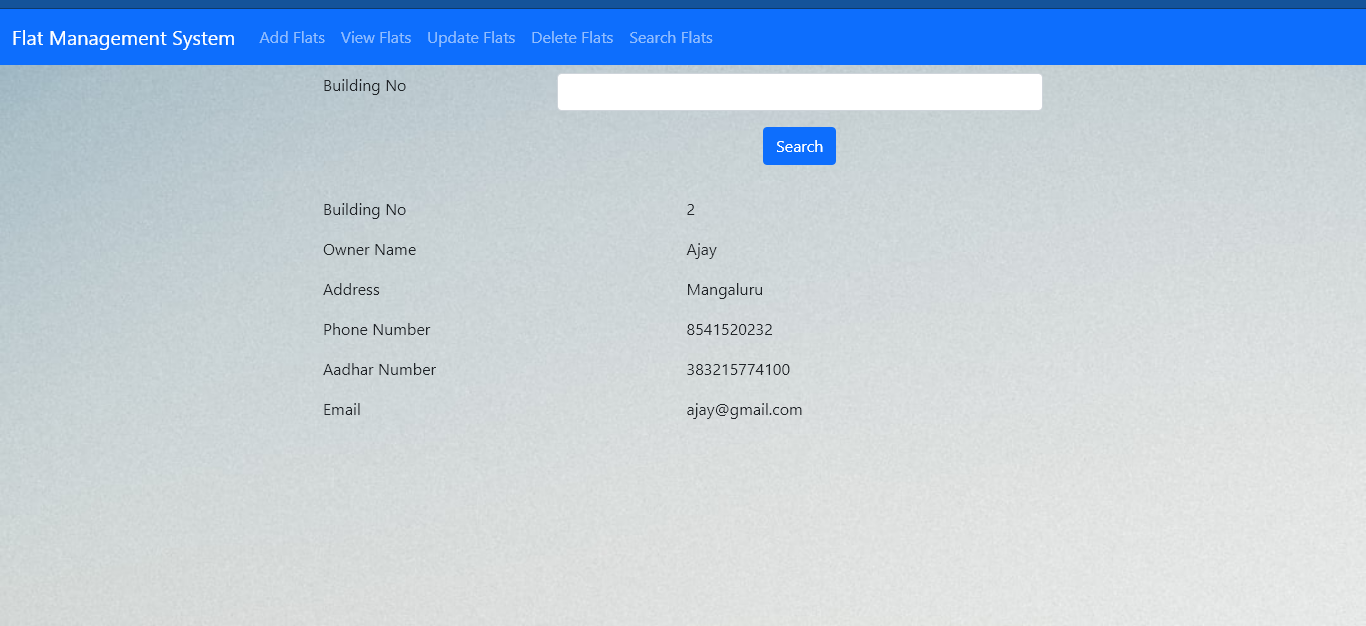 Flat Management System Add Flats View Flats Update Flats Delete Flats Search Flats
Building No
Search
Building No 2
Owner Name Ajay
Address Mangaluru
Phone Number 8541520232
Aadhar Number 383215774100
Email ajay@gmail.com